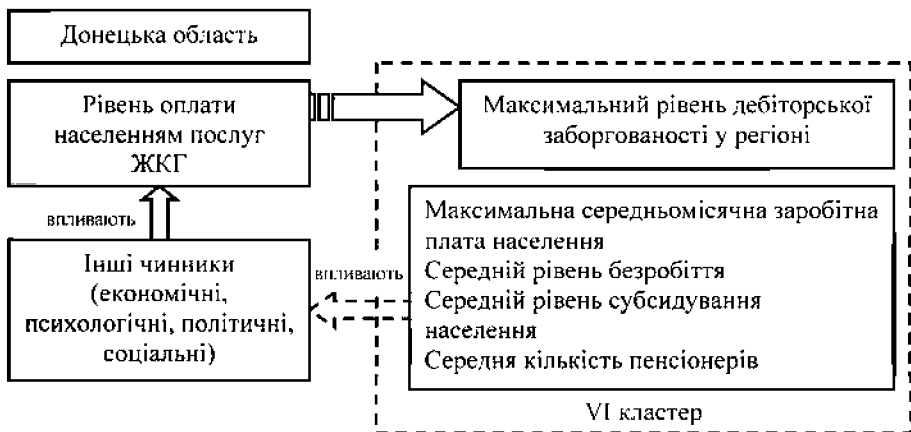 Донецька область
Рівень оплати
населенням послуг
ЖКГ
Максимальний рівень дебіторської
заборгованості у регіоні
впливають
Інші чинники
(економічні,
психологічні, політичні,
соціальні)
впливають
Максимальна середньомісячна заробітна
плата населення
Середній рівень безробіття
Середній рівень субсидування
населення
Середня кількість пенсіонерів
VI кластер